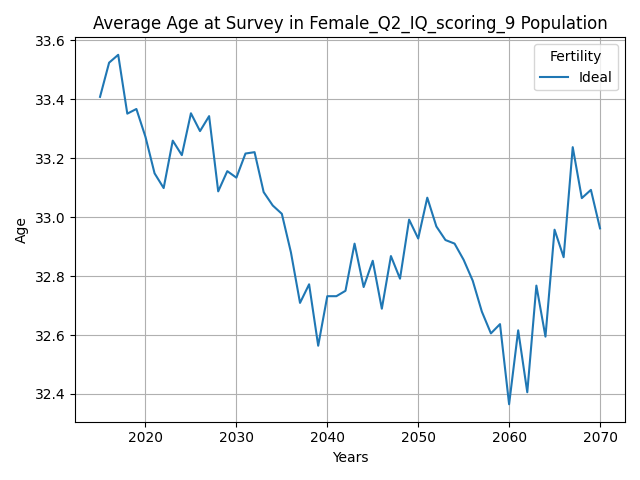 Average Age at Survey in Female_Q2_IQ_scoring_9 Population
Fertility
Ideal
Age
33.6
33.4
33.2
33.0
32.8
32.6
32.4
2020 2030 2040 2050 2060 2070
Years